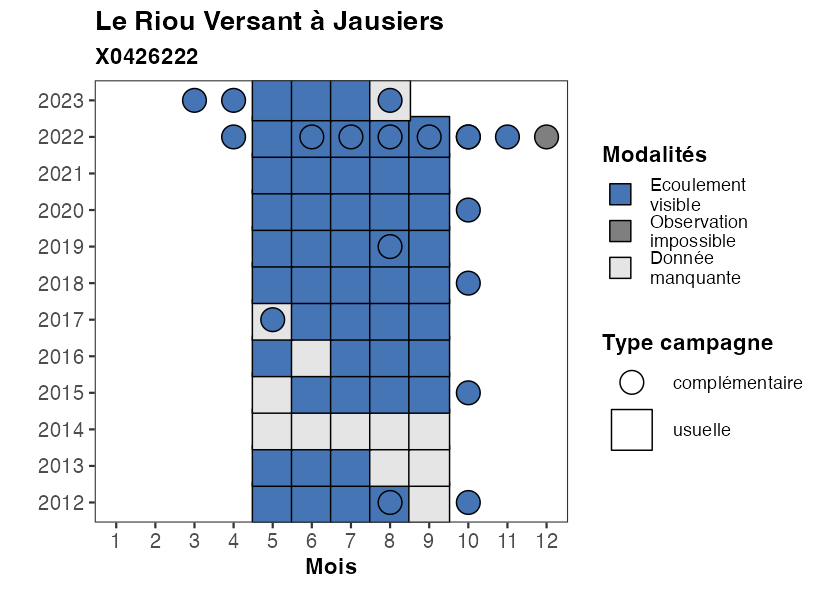 Le Riou Versant à Jausiers
X0426222
2023
2022
2021
2020
2019
2018
2017
2016
2015
2014
2013
2012
1 2 3 4 5 6 7 8 9 10 11 12
Mois
Modalités
Ecoulement
visible
Observation
impossible
Donnée
manquante
Type campagne
complémentaire
usuelle